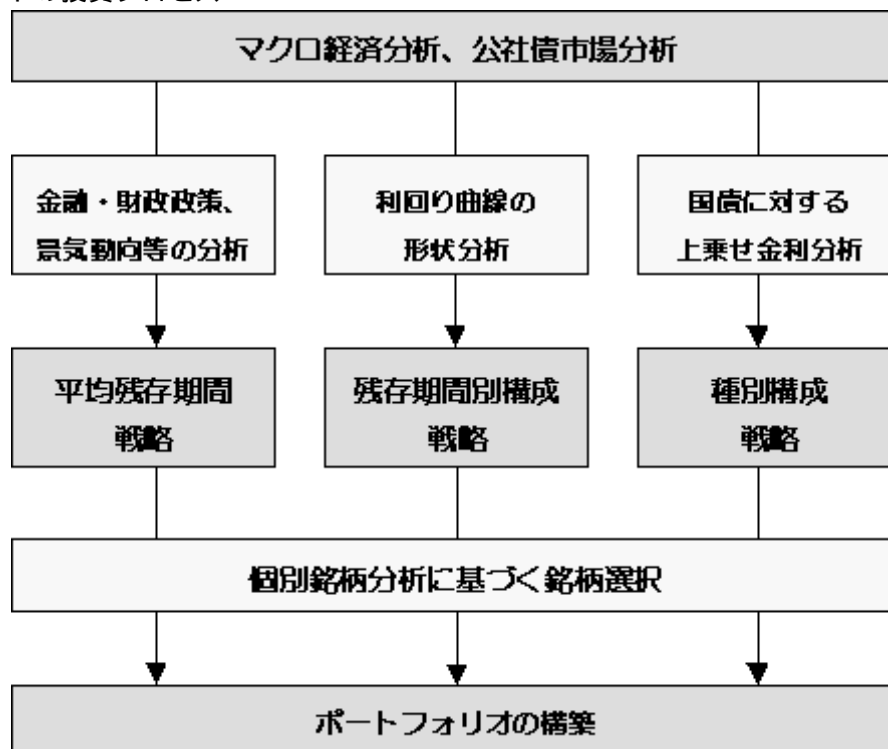 マクロ経済分析、公社債市場分析
金融・財政政策、
景気動向等の分析
利回り曲線の
形状分析
国債に対する
上乗せ金利分析
平均残存期間
戦略
残存期間別構成
戦略
種別構成
戦略
個別銘柄分析に基づく銘柄選択
ポートフォリオの構築